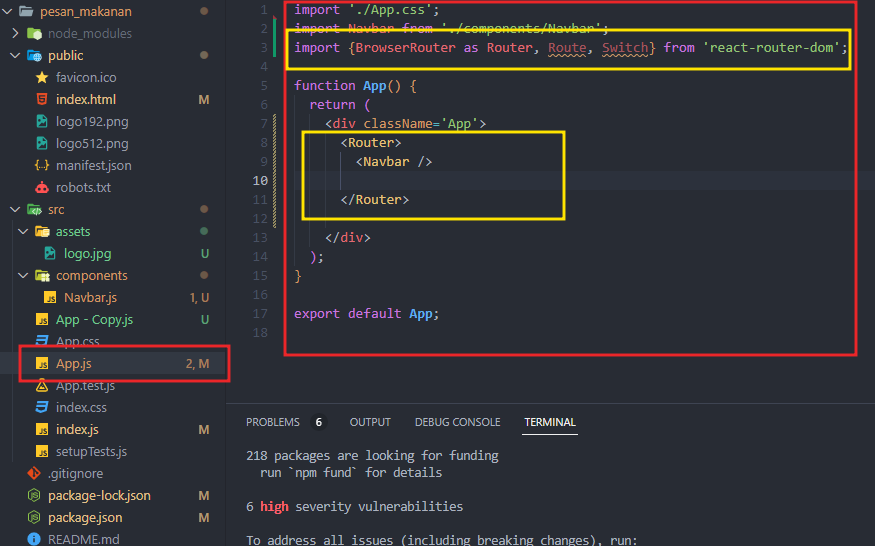 pesan_makanan
node_modules
public
favicon.ico
index.html M
logo192.png
logo512.png
manifest.json
robots.txt
src
assets
logo.jpg U
components
Navbar.js 1, U
App - Copy.js U
App.css
App.js 2, M
App.test.js
index.css
index.js M
setupTests.js
.gitignore
package-lock.json M
package.json M
README.md
1 import './App.css';
2 import Navbar from './components/Navbar';
3 import {BrowserRouter as Router, Route, Switch} from 'react-router-dom';
4
5 function App() {
6 return (
7 <div className='App'>
8 <Router>
9 <Navbar />
10
11 </Router>
12
13 </div>
14 );
15 }
16
17 export default App;
18
PROBLEMS 6 OUTPUT DEBUG CONSOLE TERMINAL
218 packages are looking for funding
run `npm fund` for details
6 high severity vulnerabilities
To address all issues (including breaking changes), run: